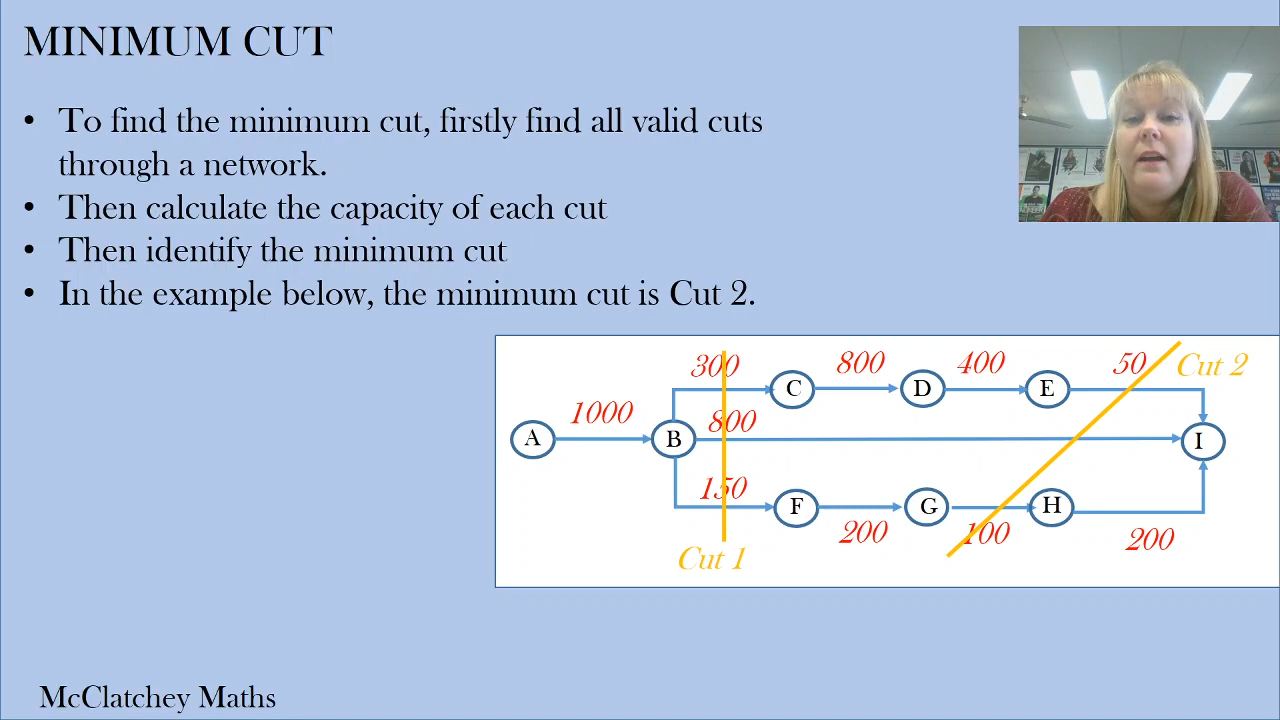 MINIMUM CUT
• To find the minimum cut, firstly find all valid cuts
through a network.
• Then calculate the capacity of each cut
• Then identify the minimum cut
• In the example below, the minimum cut is Cut 2.
300 800 400 50 Cut 2
C D E
1000 800
A B I
150
F G H
200 100 200
Cut 1
McClatchey Maths